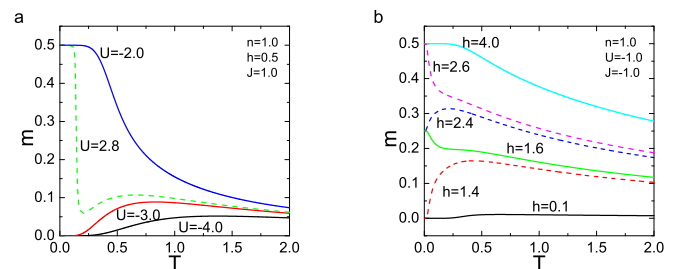 a
n=1.0
h=0.5
J=1.0
U=-2.0
U=2.8
U=-3.0
U=-4.0
0.5
0.4
0.3
0.2
0.1
0.0
m
0.0 0.5 1.0 1.5 2.0
T
b
n=1.0
U=-1.0
J=-1.0
h=4.0
h=2.6
h=2.4
h=1.6
h=1.4
h=0.1
0.5
0.4
0.3
0.2
0.1
0.0
m
0.0 0.5 1.0 1.5 2.0
T